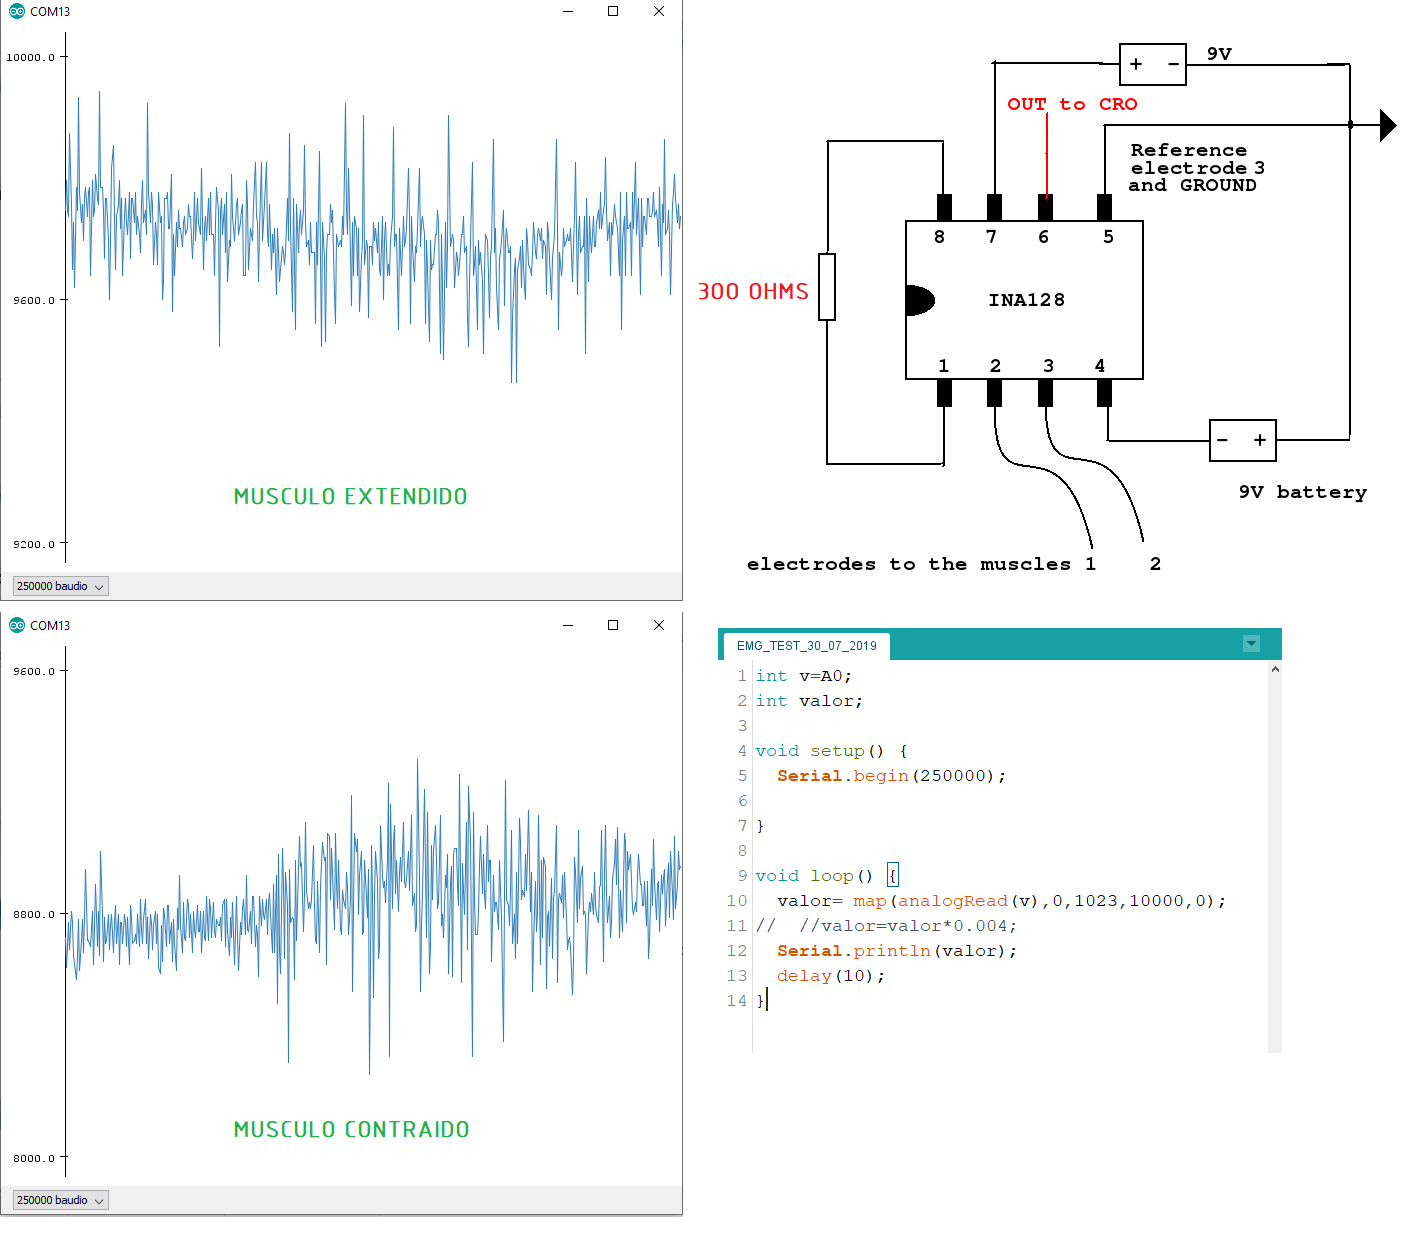 COM13
10000.0
9600.0
9200.0
MUSCULO EXTENDIDO
250000 baudio
9V
+ −
OUT to CRO
Reference
electrode 3
and GROUND
8 7 6 5
300 OHMS
INA128
1 2 3 4
− +
9V battery
electrodes to the muscles 1 2
COM13
9600.0
8800.0
8000.0
MUSCULO CONTRAIDO
250000 baudio
EMG_TEST_30_07_2019
1 int v=A0;
2 int valor;
3
4 void setup() {
5   Serial.begin(250000);
6
7 }
8
9 void loop() {
10   valor= map(analogRead(v),0,1023,10000,0);
11 //  //valor=valor*0.004;
12   Serial.println(valor);
13   delay(10);
14 }